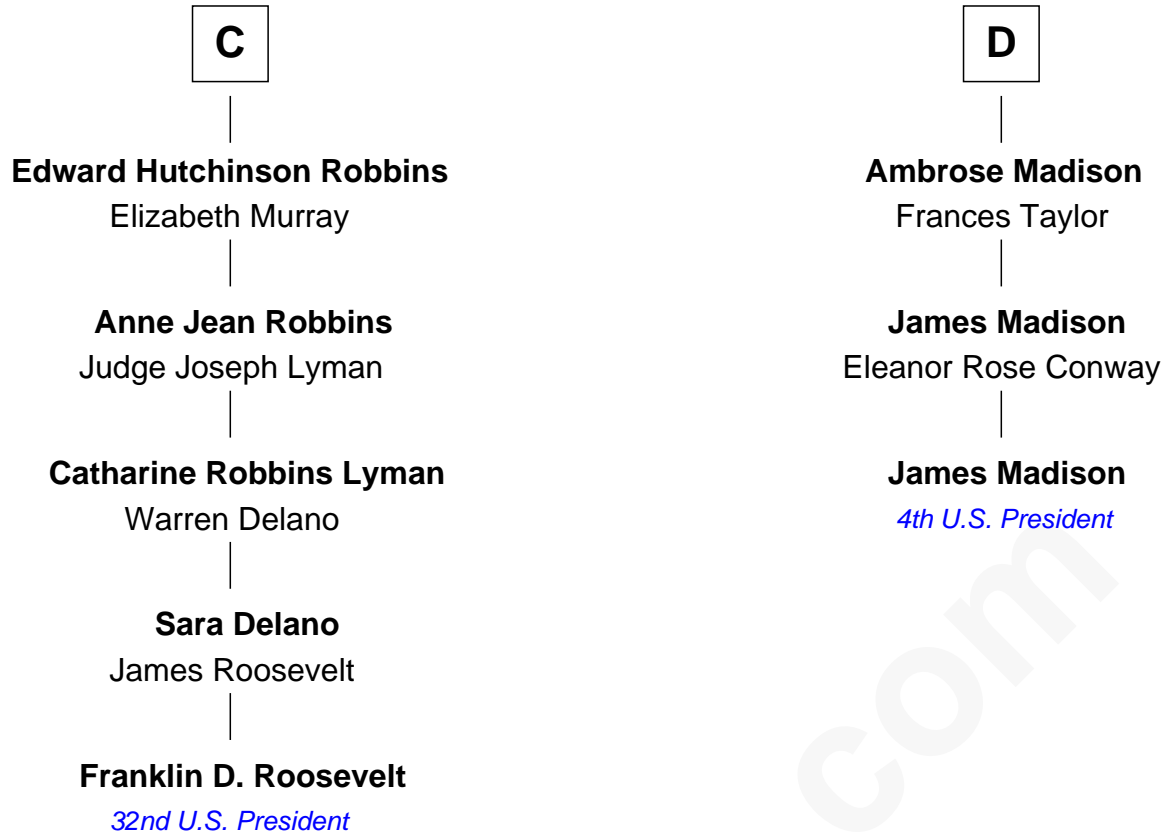 C
Edward Hutchinson Robbins
Elizabeth Murray
Anne Jean Robbins
Judge Joseph Lyman
Catharine Robbins Lyman
Warren Delano
Sara Delano
James Roosevelt
Franklin D. Roosevelt
32nd U.S. President
D
Ambrose Madison
Frances Taylor
James Madison
Eleanor Rose Conway
James Madison
4th U.S. President
com